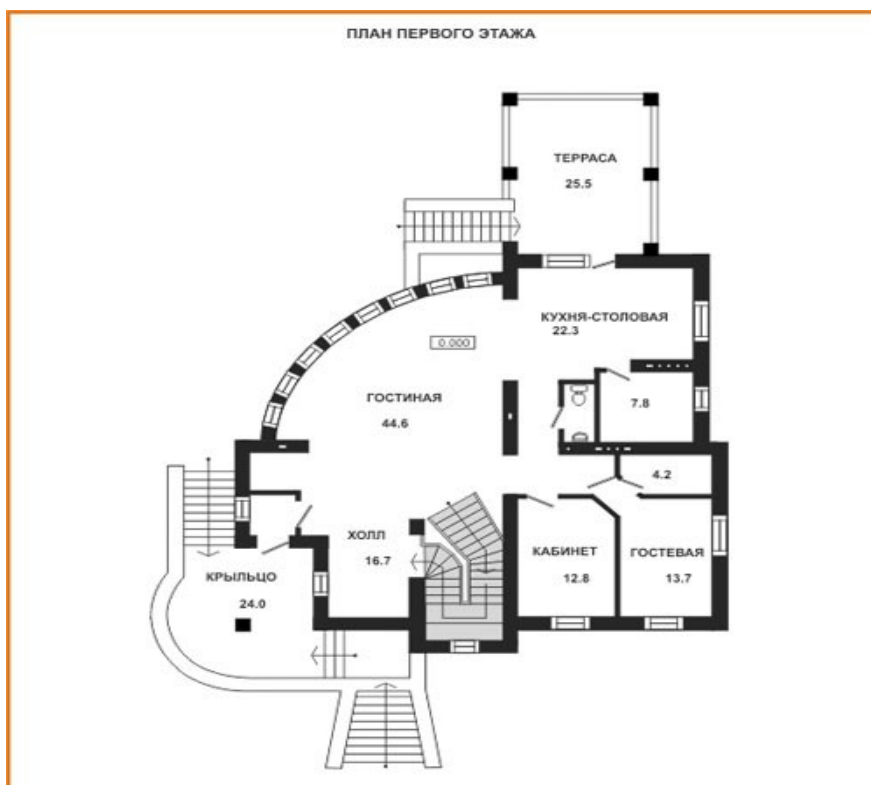 ПЛАН ПЕРВОГО ЭТАЖА
ТЕРРАСА
25.5
КУХНЯ-СТОЛОВАЯ
22.3
0.000
ГОСТИНАЯ
44.6
7.8
4.2
ХОЛЛ
16.7
КАБИНЕТ
12.8
ГОСТЕВАЯ
13.7
КРЫЛЬЦО
24.0